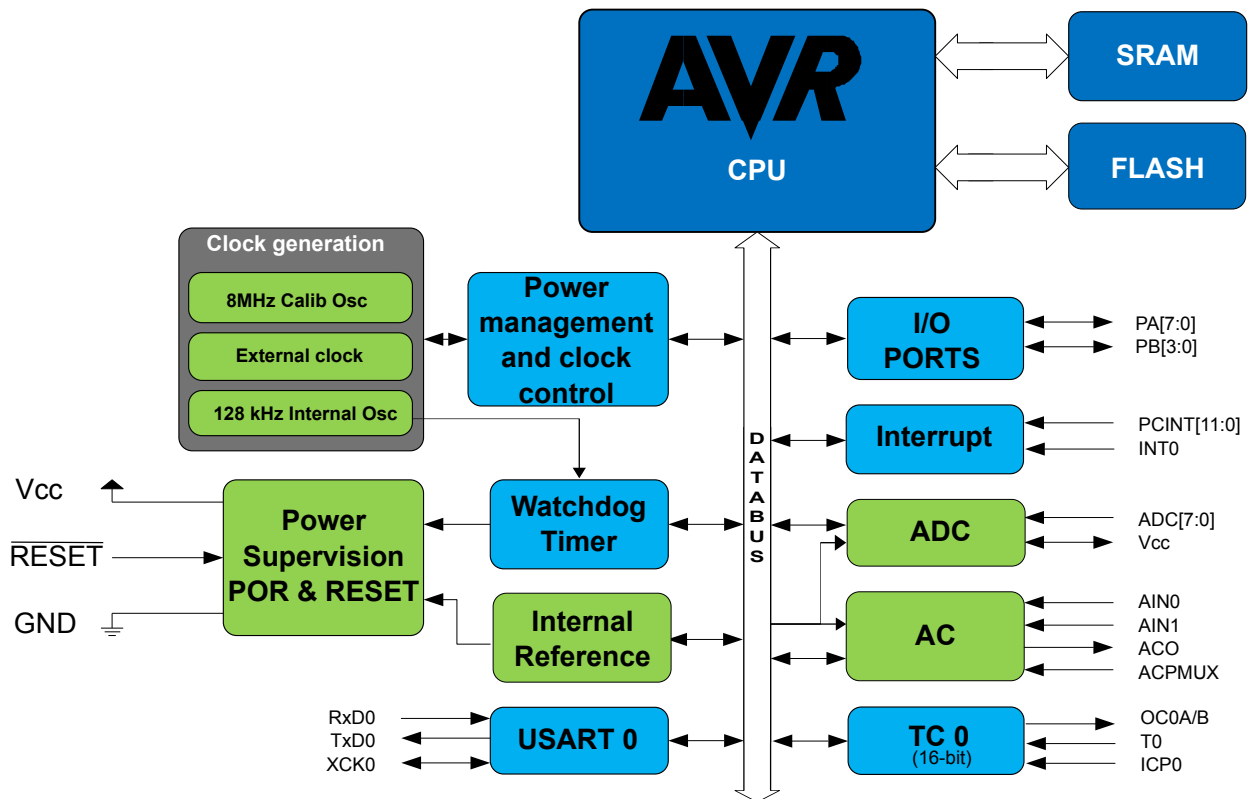 AVR
CPU
SRAM
FLASH
Clock generation
8MHz Calib Osc
External clock
128 kHz Internal Osc
Power
management
and clock
control
I/O
PORTS
PA[7:0]
PB[3:0]
Interrupt
PCINT[11:0]
INT0
DATABUS
Vcc
RESET
GND
Power
Supervision
POR & RESET
Watchdog
Timer
ADC
ADC[7:0]
Vcc
Internal
Reference
AC
AIN0
AIN1
ACO
ACPMUX
RxD0
TxD0
XCK0
USART 0
TC 0
(16-bit)
OC0A/B
T0
ICP0